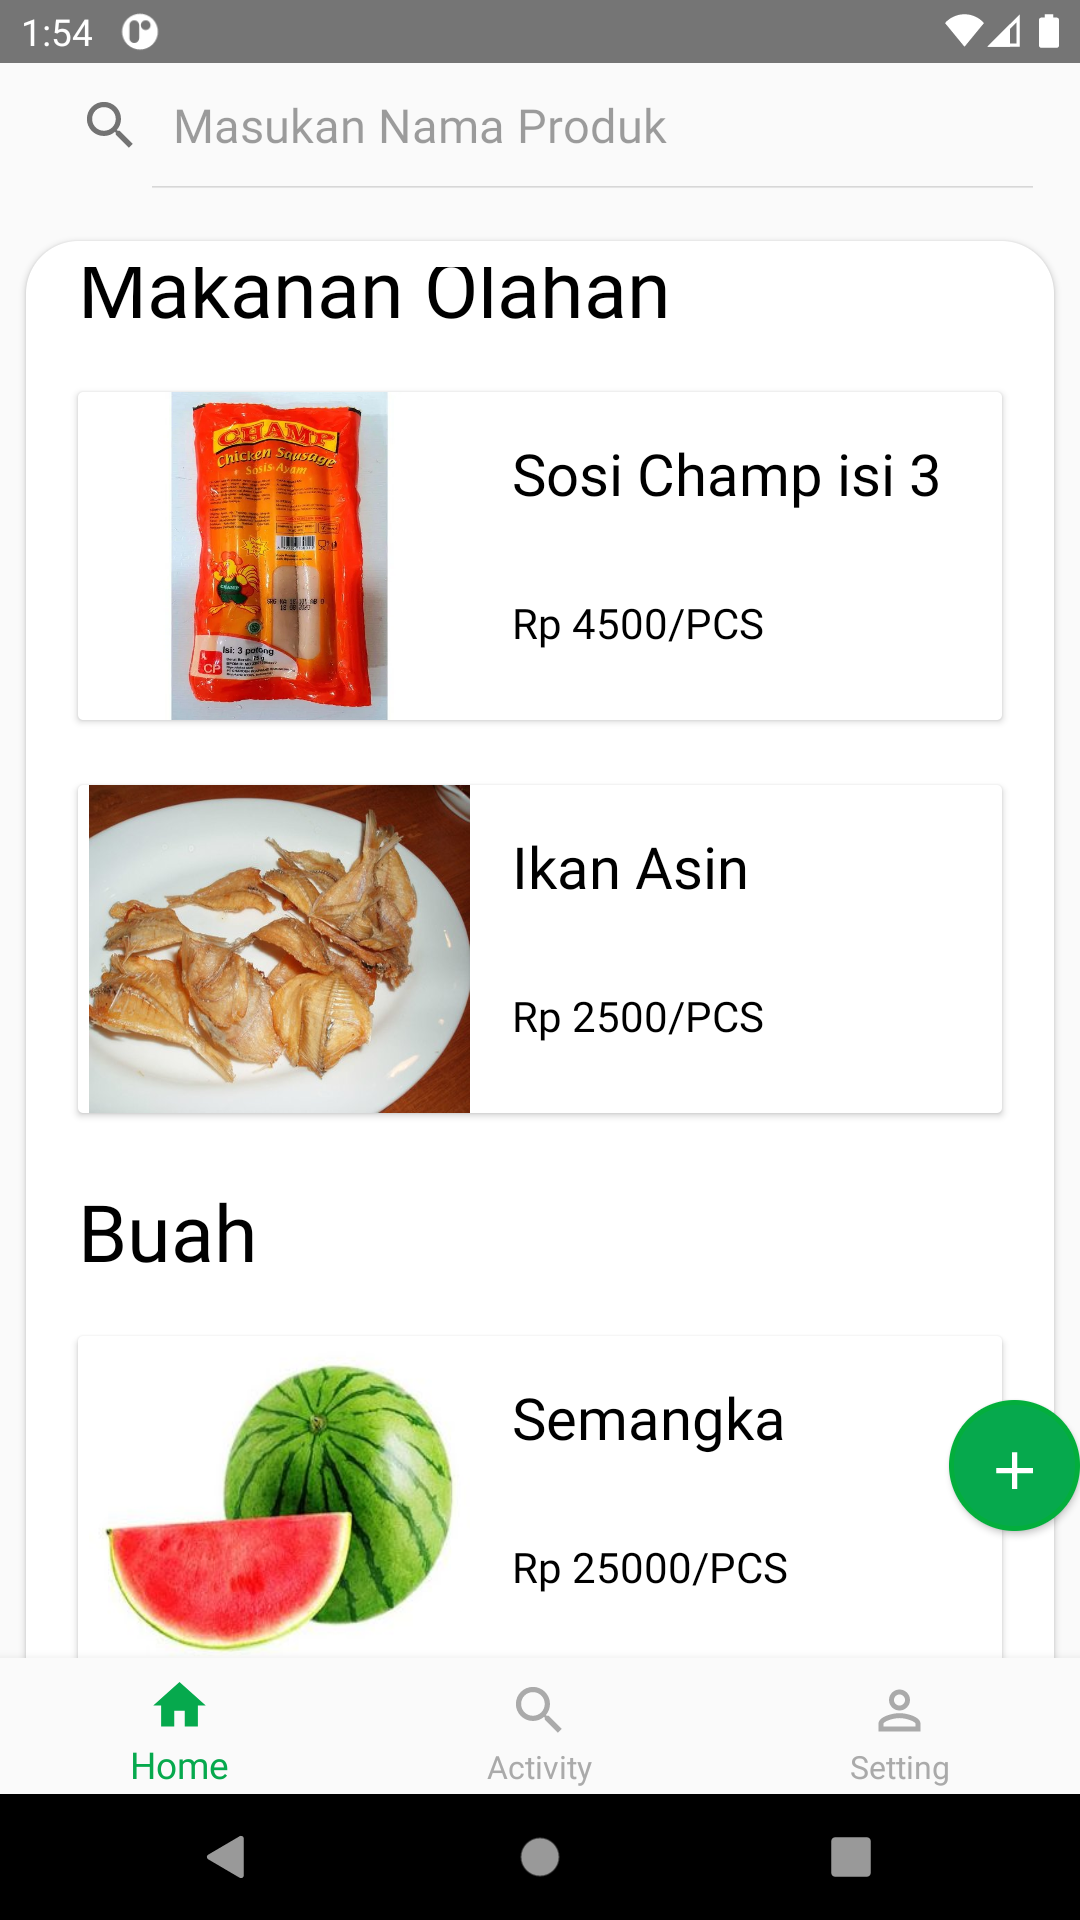 1:54
Masukan Nama Produk
Makanan Olahan
CHAMP
Chicken Sausage
Sosis Ayam
Isi: 3 potong
CP
Sosi Champ isi 3
Rp 4500/PCS
Ikan Asin
Rp 2500/PCS
Buah
Semangka
Rp 25000/PCS
+
Home
Activity
Setting